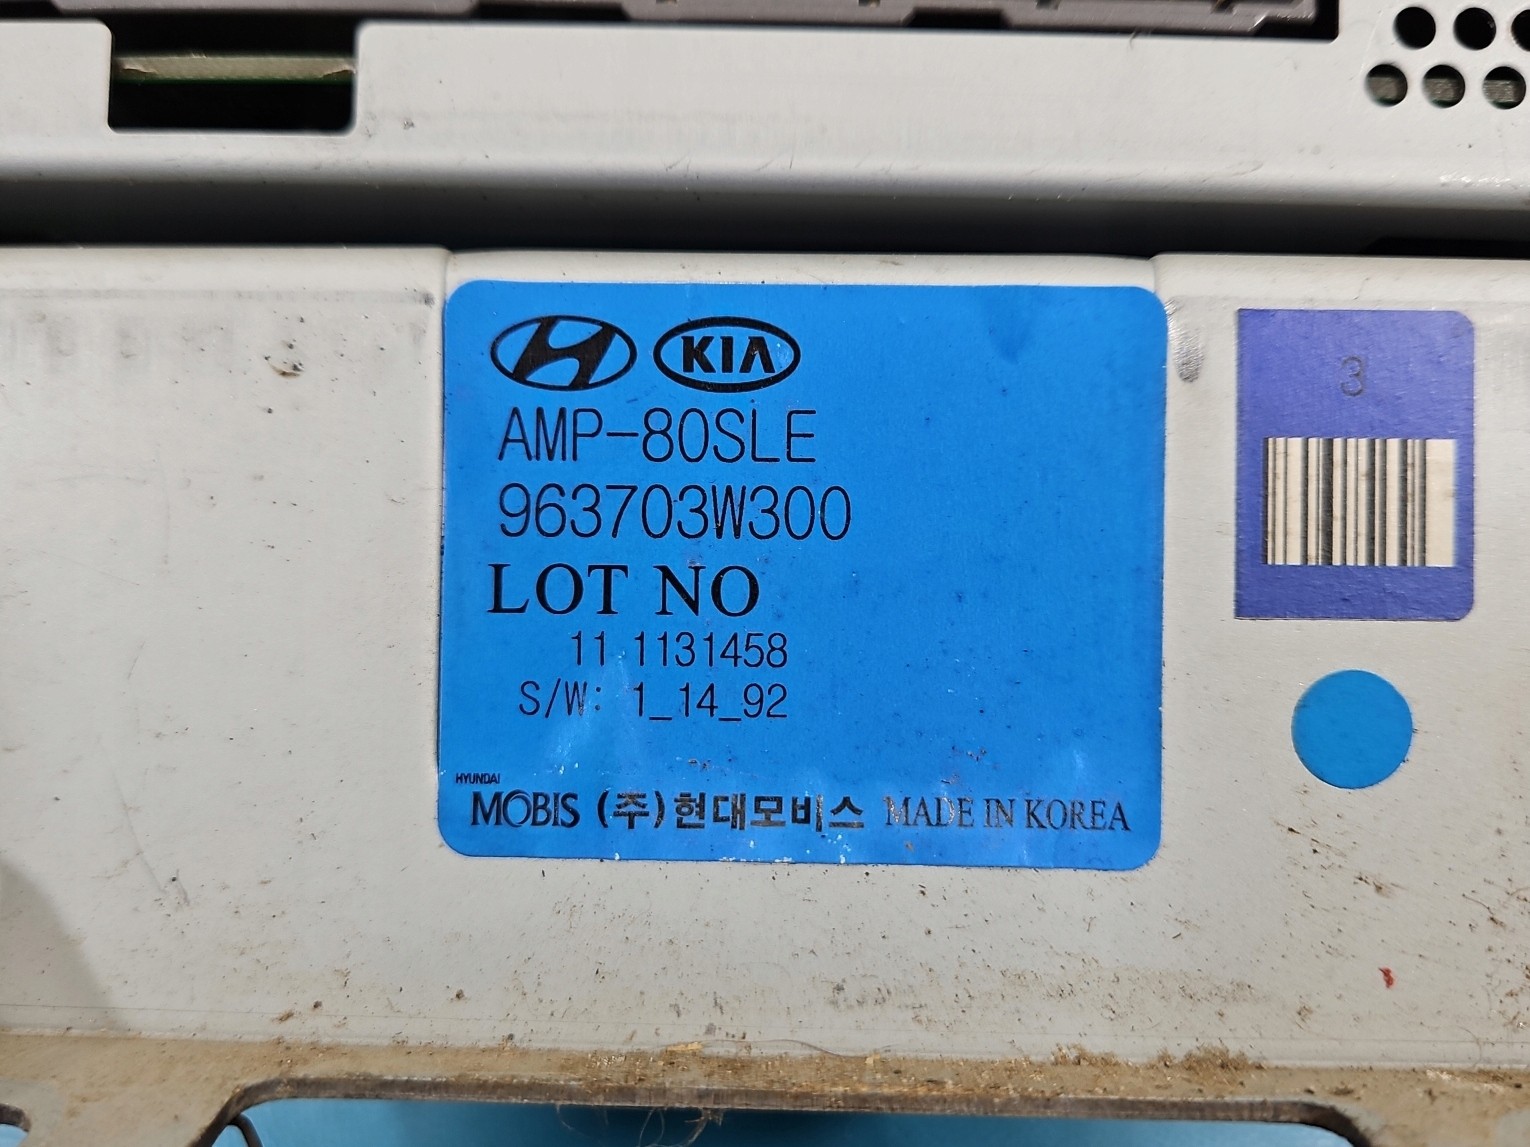 KIA
AMP-80SLE
963703W300
LOT NO
11 1131458
S/W: 1_14_92
HYUNDAI
MOBIS (주)현대모비스 MADE IN KOREA
3